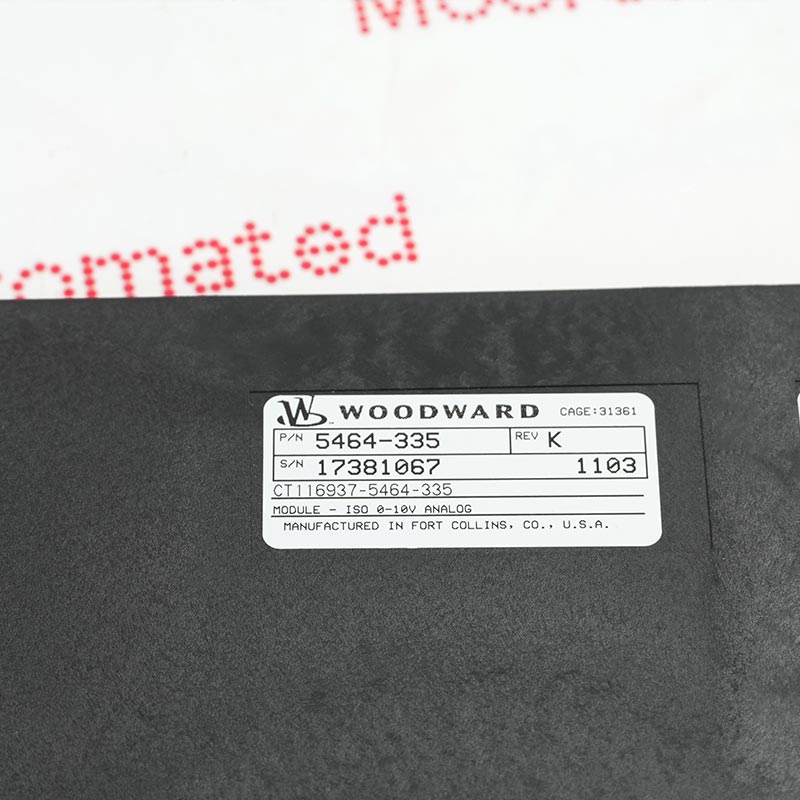 omated
WOODWARD CAGE:31361
P/N 5464-335 REV K
S/N 17381067 1103
CT116937-5464-335
MODULE - ISO 0-10V ANALOG
MANUFACTURED IN FORT COLLINS, CO., U.S.A.